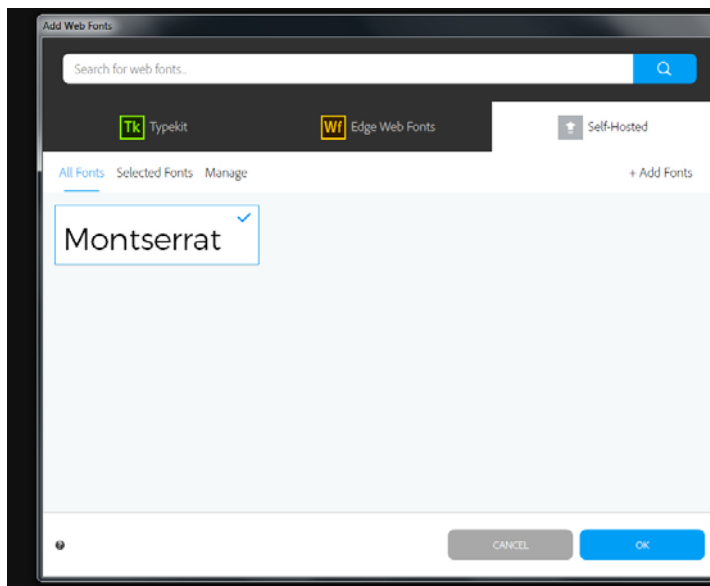 Add Web Fonts
Search for web fonts..
Tk Typekit
Wf Edge Web Fonts
Self-Hosted
All Fonts Selected Fonts Manage + Add Fonts
Montserrat
? CANCEL OK